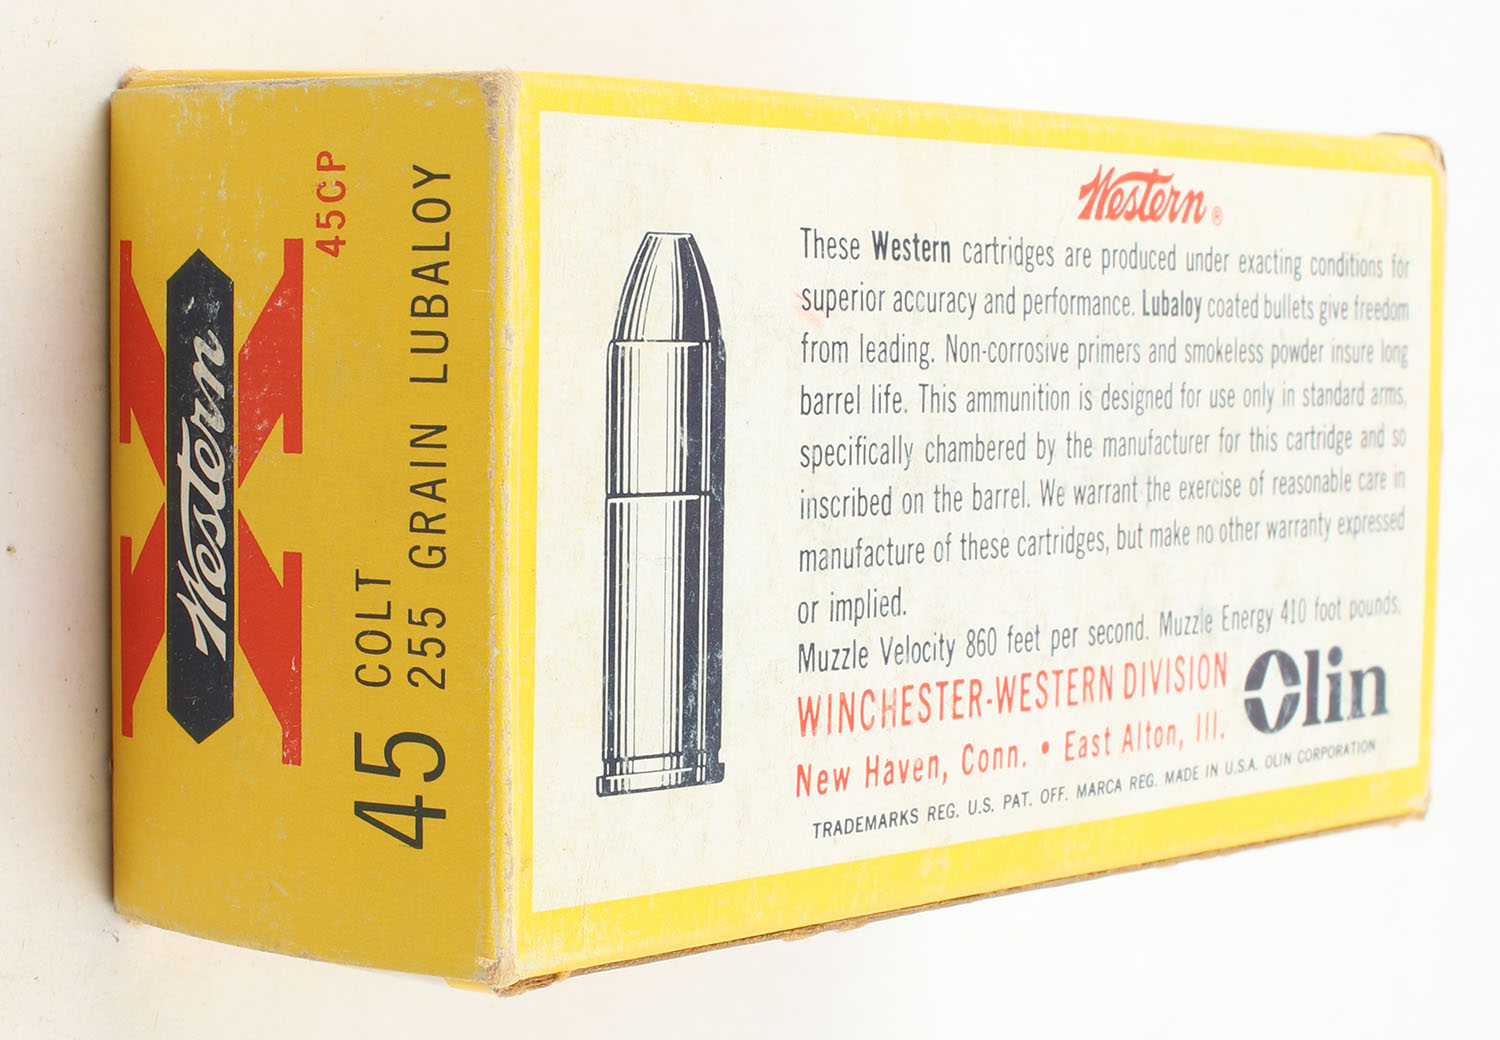 Western
45CP
45 COLT
255 GRAIN LUBALOY
Western®
These Western cartridges are produced under exacting conditions for
superior accuracy and performance. Lubaloy coated bullets give freedom
from leading. Non-corrosive primers and smokeless powder insure long
barrel life. This ammunition is designed for use only in standard arms,
specifically chambered by the manufacturer for this cartridge and so
inscribed on the barrel. We warrant the exercise of reasonable care in
manufacture of these cartridges, but make no other warranty expressed
or implied.
Muzzle Velocity 860 feet per second. Muzzle Energy 410 foot pounds.
WINCHESTER-WESTERN DIVISION
New Haven, Conn. • East Alton, Ill.
Olin
TRADEMARKS REG. U.S. PAT. OFF. MARCA REG. MADE IN U.S.A. OLIN CORPORATION